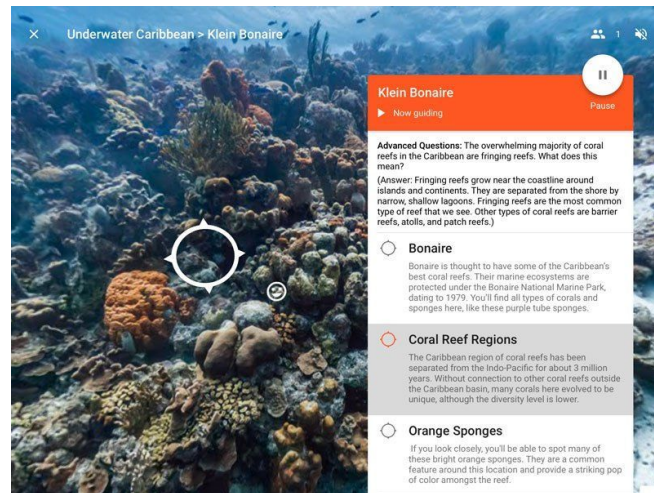 Underwater Caribbean > Klein Bonaire
1
Klein Bonaire
Now guiding
Pause
Advanced Questions: The overwhelming majority of coral
reefs in the Caribbean are fringing reefs. What does this
mean?
(Answer: Fringing reefs grow near the coastline around
islands and continents. They are separated from the shore by
narrow, shallow lagoons. Fringing reefs are the most common
type of reef that we see. Other types of coral reefs are barrier
reefs, atolls, and patch reefs.)
Bonaire
Bonaire is thought to have some of the Caribbean's
best coral reefs. Their marine ecosystems are
protected under the Bonaire National Marine Park,
dating to 1979. You'll find all types of corals and
sponges here, like these purple tube sponges.
Coral Reef Regions
The Caribbean region of coral reefs has been
separated from the Indo-Pacific for about 3 million
years. Without connection to other coral reefs outside
the Caribbean basin, many corals here evolved to be
unique, although the diversity level is lower.
Orange Sponges
If you look closely, you'll be able to spot many of
these bright orange sponges. They are a common
feature around this location and provide a striking pop
of color amongst the reef.